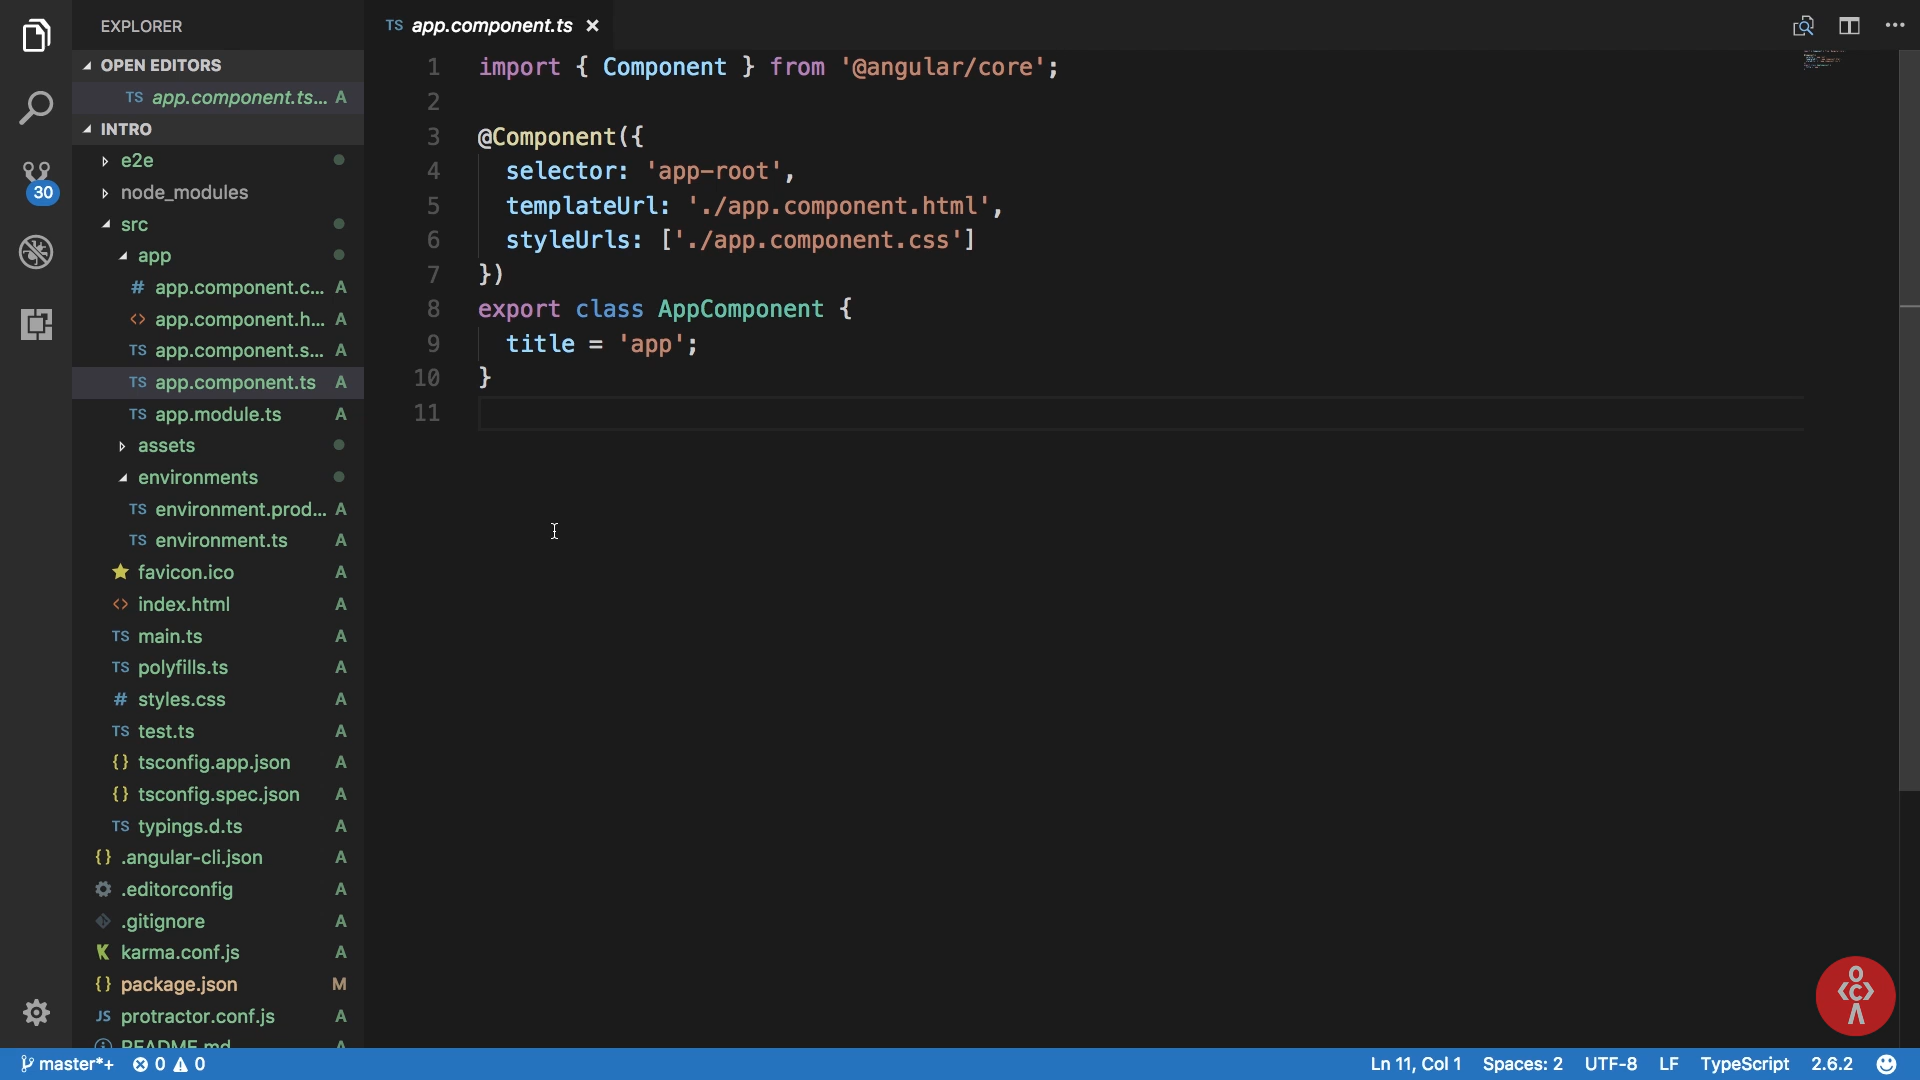 EXPLORER
OPEN EDITORS
TS app.component.ts... A
INTRO
e2e
node_modules
src
app
# app.component.c... A
<> app.component.h... A
TS app.component.s... A
TS app.component.ts A
TS app.module.ts A
assets
environments
TS environment.prod... A
TS environment.ts A
favicon.ico A
<> index.html A
TS main.ts A
TS polyfills.ts A
# styles.css A
TS test.ts A
{} tsconfig.app.json A
{} tsconfig.spec.json A
TS typings.d.ts A
{} .angular-cli.json A
.editorconfig A
.gitignore A
karma.conf.js A
{} package.json M
JS protractor.conf.js A
README.md A
30
TS app.component.ts ×
1 import { Component } from '@angular/core';
2
3 @Component({
4 selector: 'app-root',
5 templateUrl: './app.component.html',
6 styleUrls: ['./app.component.css']
7 })
8 export class AppComponent {
9 title = 'app';
10 }
11
master*+ 0 0
Ln 11, Col 1 Spaces: 2 UTF-8 LF TypeScript 2.6.2